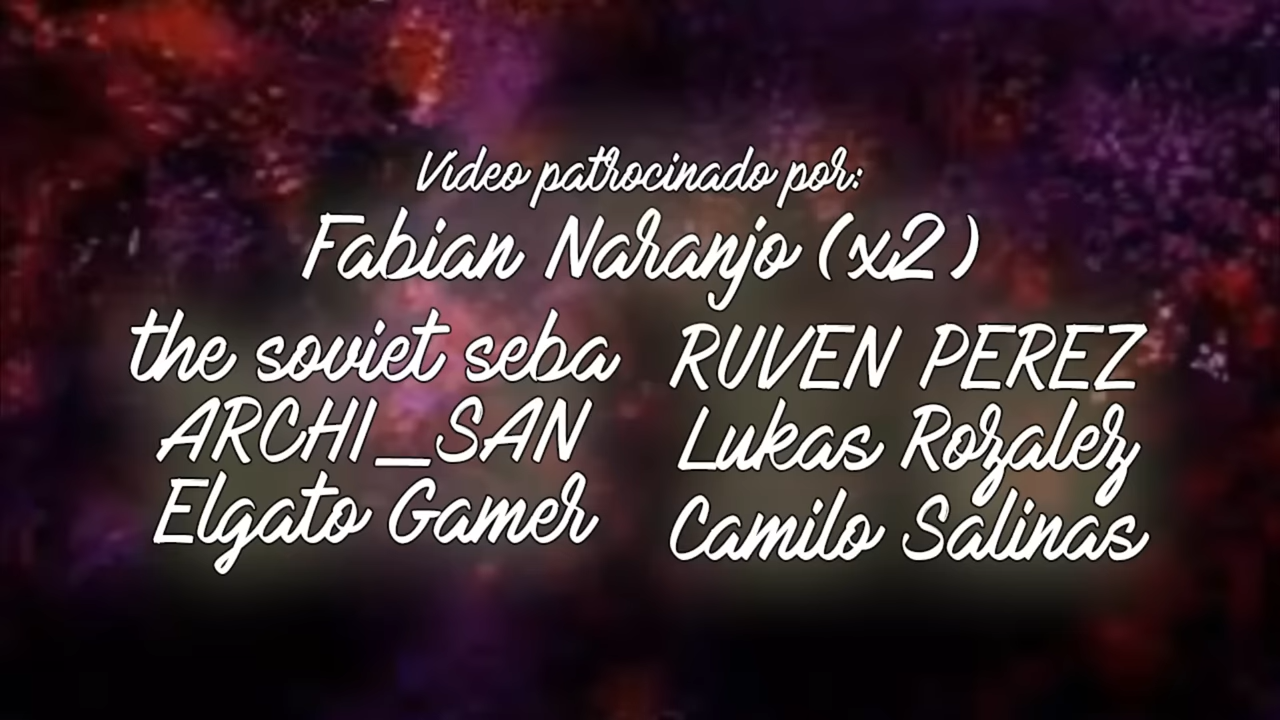 Video patrocinado por:
Fabian Naranjo (x2)
the soviet seba
ARCHI_SAN
Elgato Gamer
RUVEN PEREZ
Lukas Rozalez
Camilo Salinas